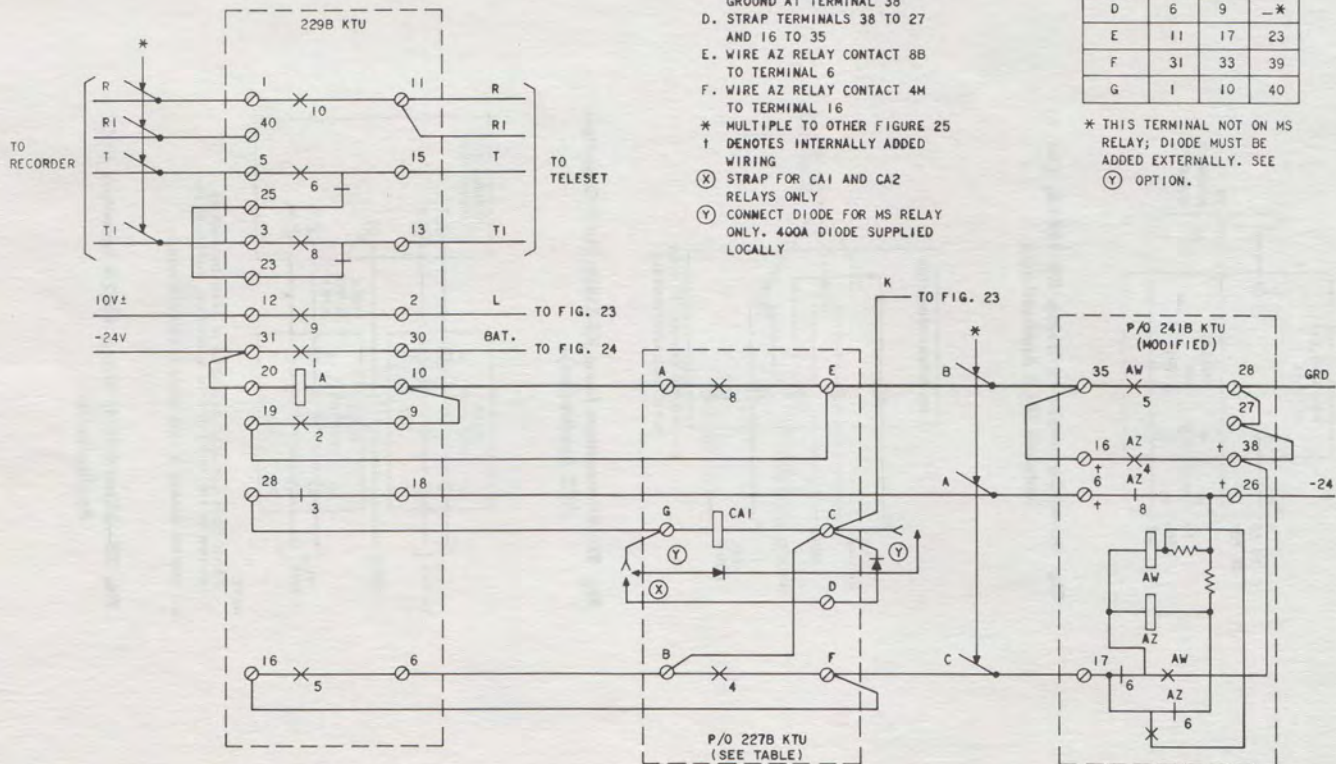 GROUND AT TERMINAL 38
D. STRAP TERMINALS 38 TO 27
AND 16 TO 35
E. WIRE AZ RELAY CONTACT 8B
TO TERMINAL 6
F. WIRE AZ RELAY CONTACT 4M
TO TERMINAL 16
* MULTIPLE TO OTHER FIGURE 25
† DENOTES INTERNALLY ADDED
WIRING
Ⓧ STRAP FOR CA1 AND CA2
RELAYS ONLY
Ⓨ CONNECT DIODE FOR MS RELAY
ONLY. 400A DIODE SUPPLIED
LOCALLY
D 6 9 –*
E 11 17 23
F 31 33 39
G 1 10 40
* THIS TERMINAL NOT ON MS
RELAY; DIODE MUST BE
ADDED EXTERNALLY. SEE
Ⓨ OPTION.
229B KTU
*
TO
RECORDER
R 1 10 11 R
R1 40 R1
T 5 6 15 T
25
T1 3 8 13 T1
23
TO
TELESET
10V± 12 9 2 L TO FIG. 23
-24V 31 1 30 BAT. TO FIG. 24
20 A 10
19 2 9
28 3 18
16 5 6
K TO FIG. 23
A 8 E
G CA1 C
Ⓨ Ⓨ
Ⓧ D
B 4 F
P/O 227B KTU
(SEE TABLE)
*
B
A
C
P/O 241B KTU
(MODIFIED)
35 AW 5 28 GRD
27
16 † AZ 4 † 38
6 † AZ 8 † 26 -24
AW
AZ
17 6 AW
AZ
6